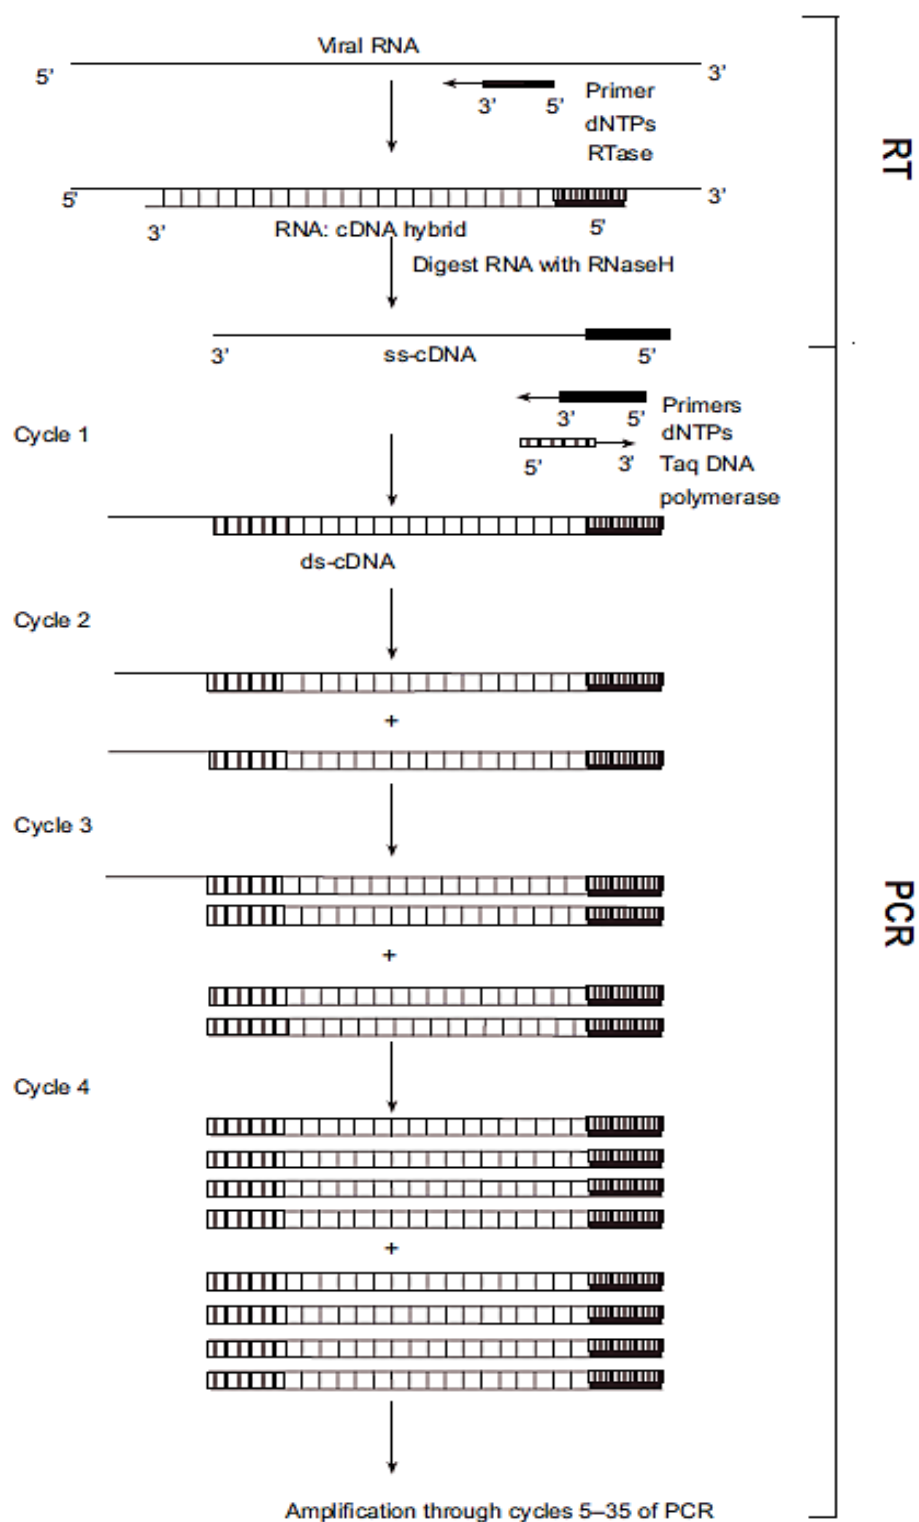 Viral RNA
5’
3’
3’ 5’ Primer
dNTPs
RTase
RT
5’
3’
3’ RNA: cDNA hybrid 5’
Digest RNA with RNaseH
3’ ss-cDNA 5’
Primers
3’ 5’
Cycle 1
dNTPs
5’ 3’ Taq DNA
polymerase
ds-cDNA
Cycle 2
+
Cycle 3
PCR
+
Cycle 4
+
Amplification through cycles 5–35 of PCR